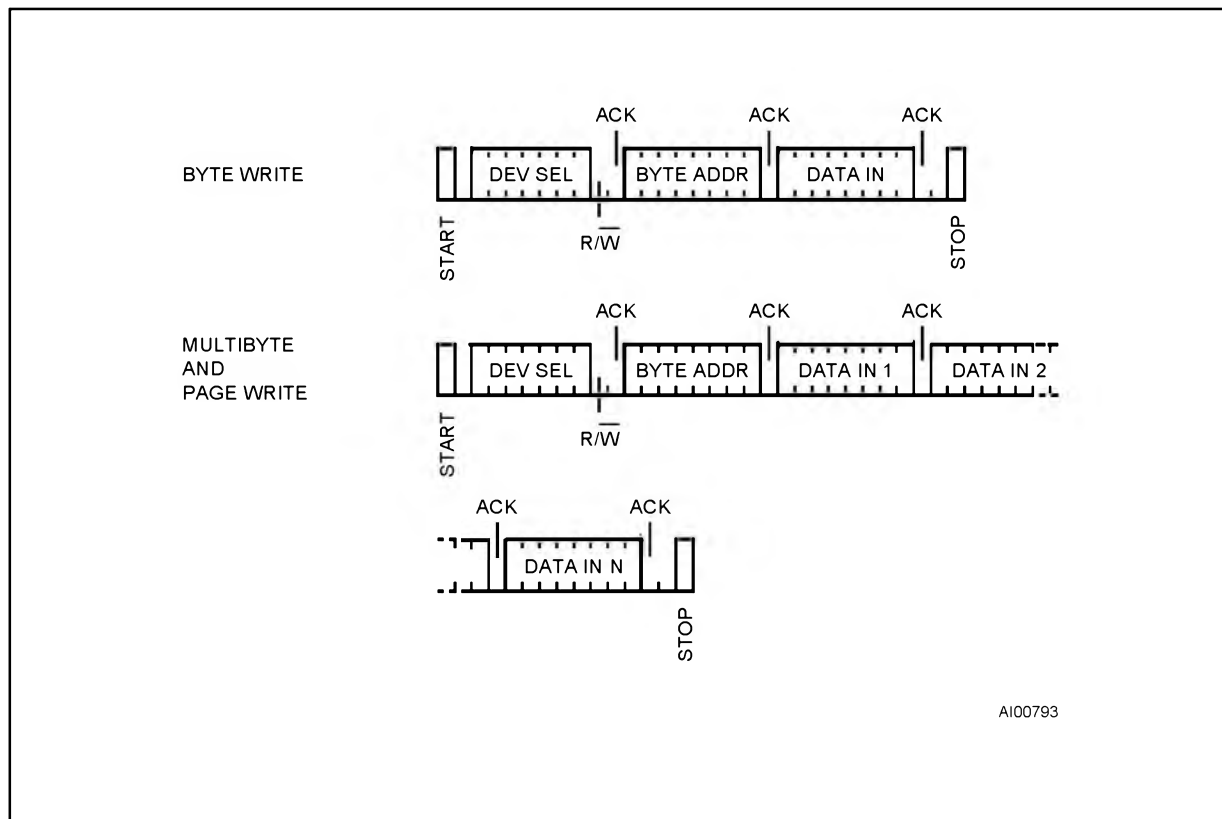 ACK ACK ACK
BYTE WRITE
DEV SEL BYTE ADDR DATA IN
R/W̅
START
STOP
ACK ACK ACK
MULTIBYTE
AND
PAGE WRITE
DEV SEL BYTE ADDR DATA IN 1 DATA IN 2
R/W̅
START
ACK ACK
DATA IN N
STOP
AI00793